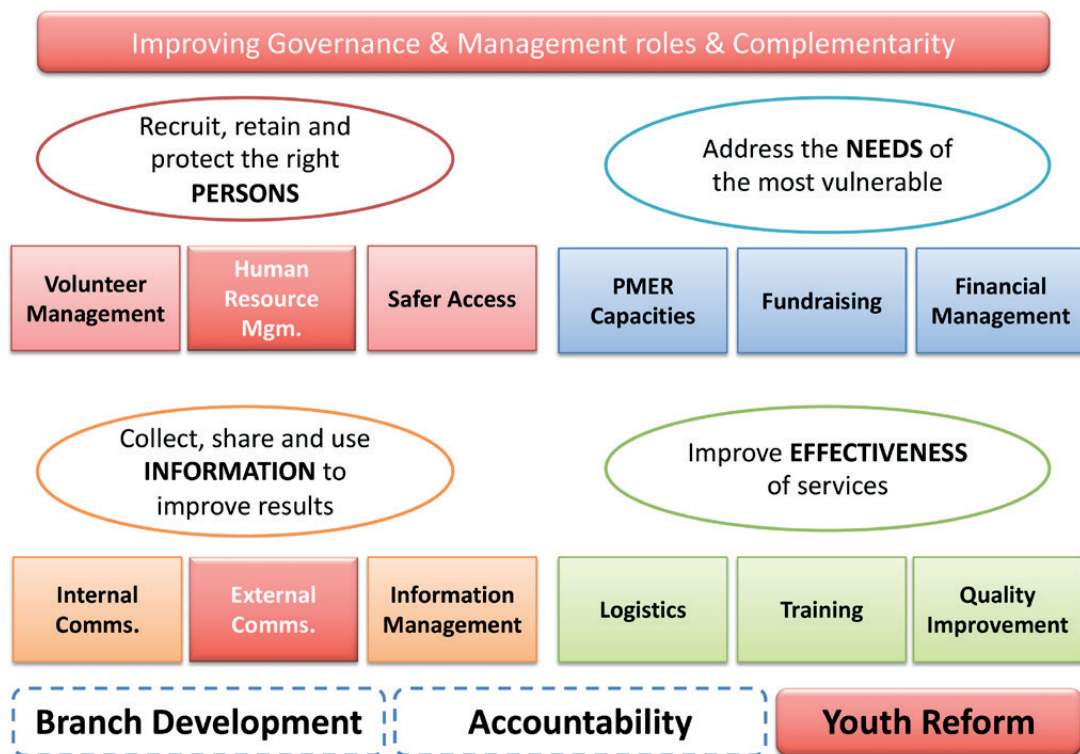 Improving Governance & Management roles & Complementarity
Recruit, retain and
protect the right
PERSONS
Address the NEEDS of
the most vulnerable
Volunteer
Management
Human
Resource
Mgm.
Safer Access
PMER
Capacities
Fundraising
Financial
Management
Collect, share and use
INFORMATION to
improve results
Improve EFFECTIVENESS
of services
Internal
Comms.
External
Comms.
Information
Management
Logistics
Training
Quality
Improvement
Branch Development
Accountability
Youth Reform